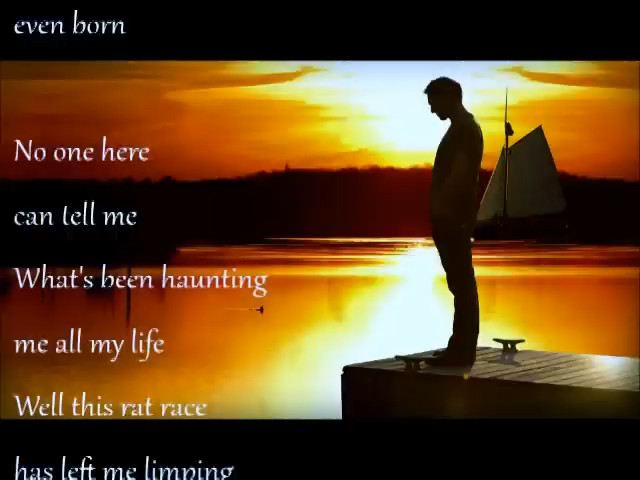 even born
No one here
can tell me
What's been haunting
me all my life
Well this rat race
has left me limping